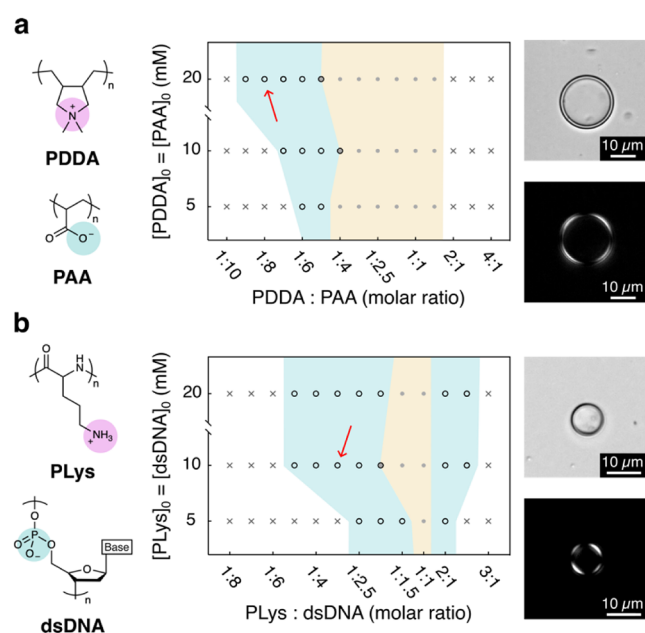 a
n
N
+
PDDA
n
O
O−
PAA
[PDDA]₀ = [PAA]₀ (mM)
20
10
5
1:10
1:8
1:6
1:4
1:2.5
1:1
2:1
4:1
PDDA : PAA (molar ratio)
10 µm
10 µm
b
O
H
N
n
NH₃
+
PLys
O
O
P
O
O−
O
Base
n
dsDNA
[PLys]₀ = [dsDNA]₀ (mM)
20
10
5
1:8
1:6
1:4
1:2.5
1:1.5
1:1
2:1
3:1
PLys : dsDNA (molar ratio)
10 µm
10 µm